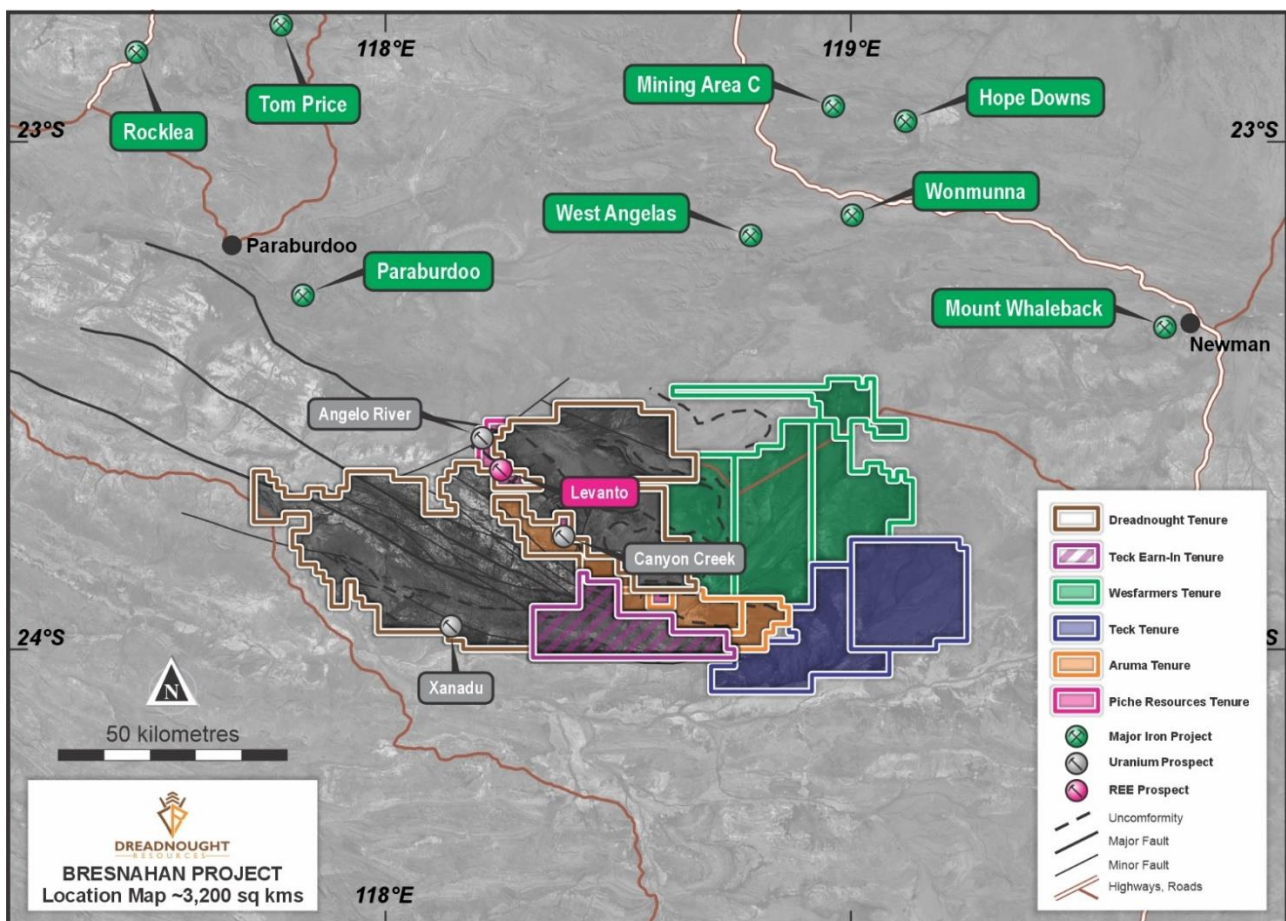 118°E
119°E
Mining Area C
Hope Downs
Tom Price
Rocklea
23°S
23°S
Wonmunna
West Angelas
Paraburdoo
Paraburdoo
Mount Whaleback
Newman
Angelo River
Levanto
Canyon Creek
24°S
S
Xanadu
N
50 kilometres
DREADNOUGHT
RESOURCES
BRESNAHAN PROJECT
Location Map ~3,200 sq kms
118°E
Dreadnought Tenure
Teck Earn-In Tenure
Wesfarmers Tenure
Teck Tenure
Aruma Tenure
Piche Resources Tenure
Major Iron Project
Uranium Prospect
REE Prospect
Uncomformity
Major Fault
Minor Fault
Highways, Roads